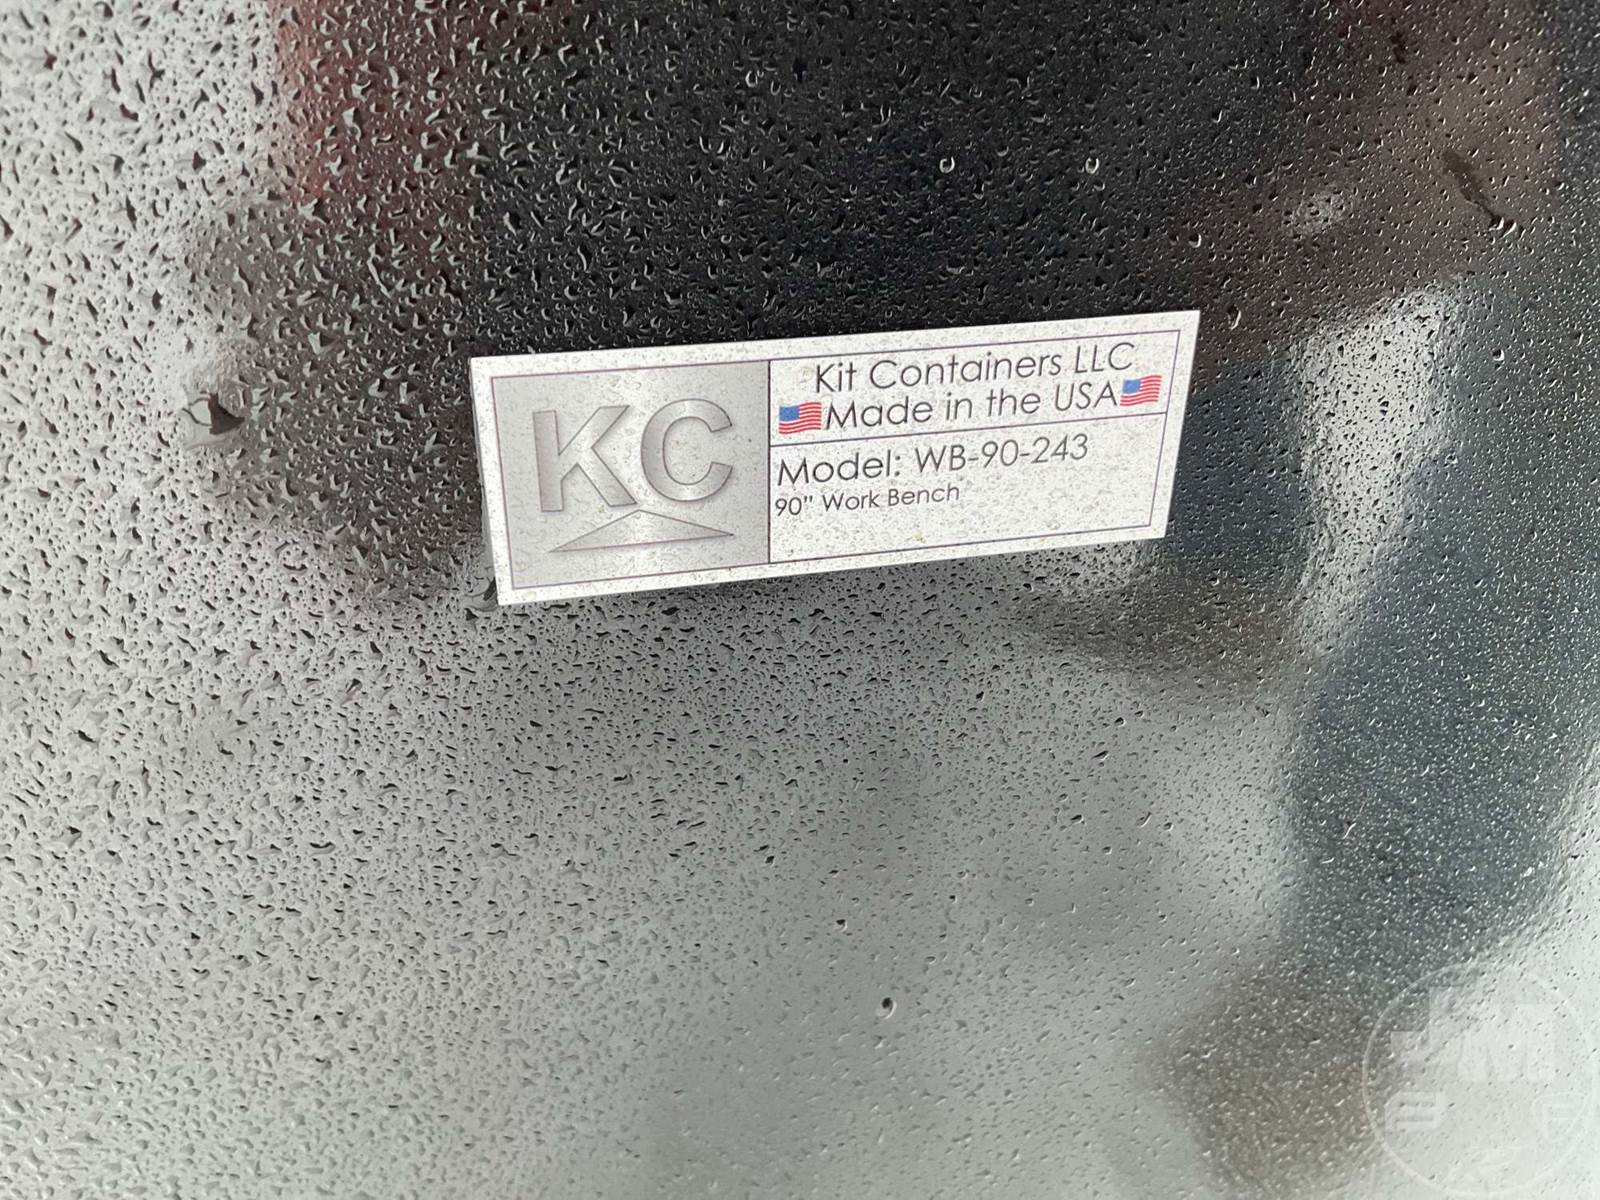 KC
Kit Containers LLC
Made in the USA
Model: WB-90-243
90" Work Bench